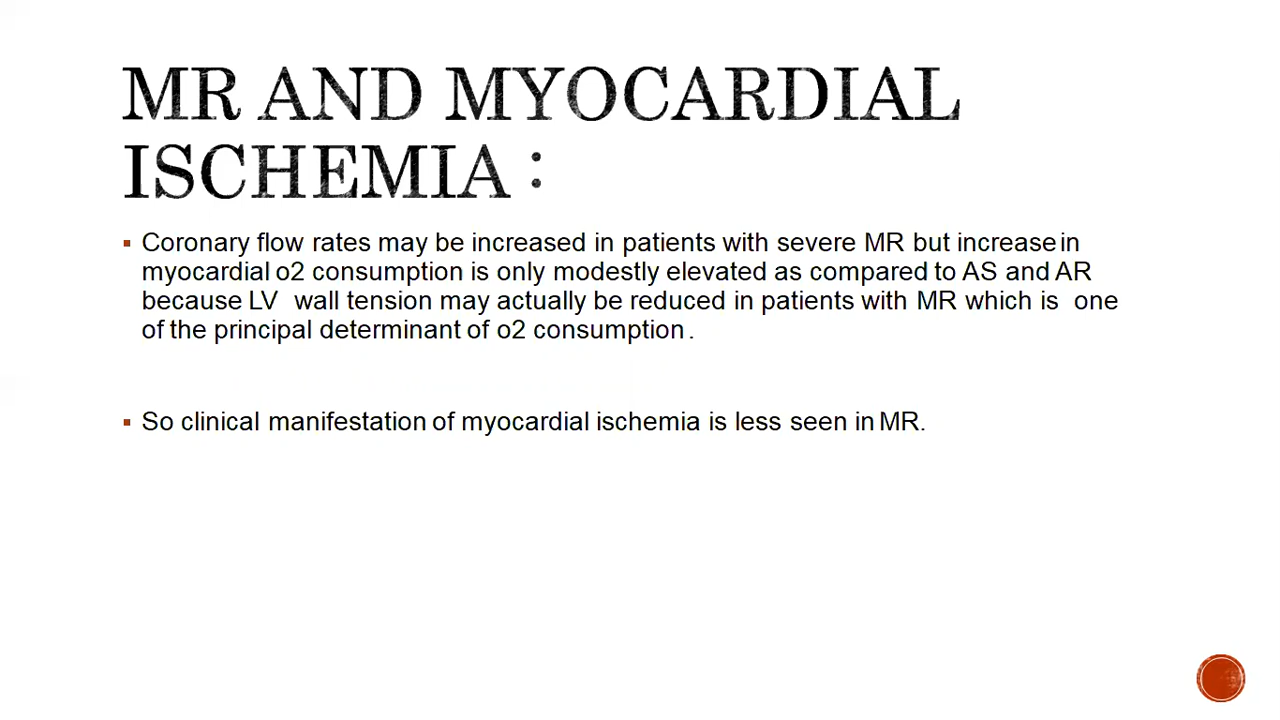 MR AND MYOCARDIAL
ISCHEMIA :
▪ Coronary flow rates may be increased in patients with severe MR but increase in
myocardial o2 consumption is only modestly elevated as compared to AS and AR
because LV wall tension may actually be reduced in patients with MR which is one
of the principal determinant of o2 consumption .
▪ So clinical manifestation of myocardial ischemia is less seen in MR.